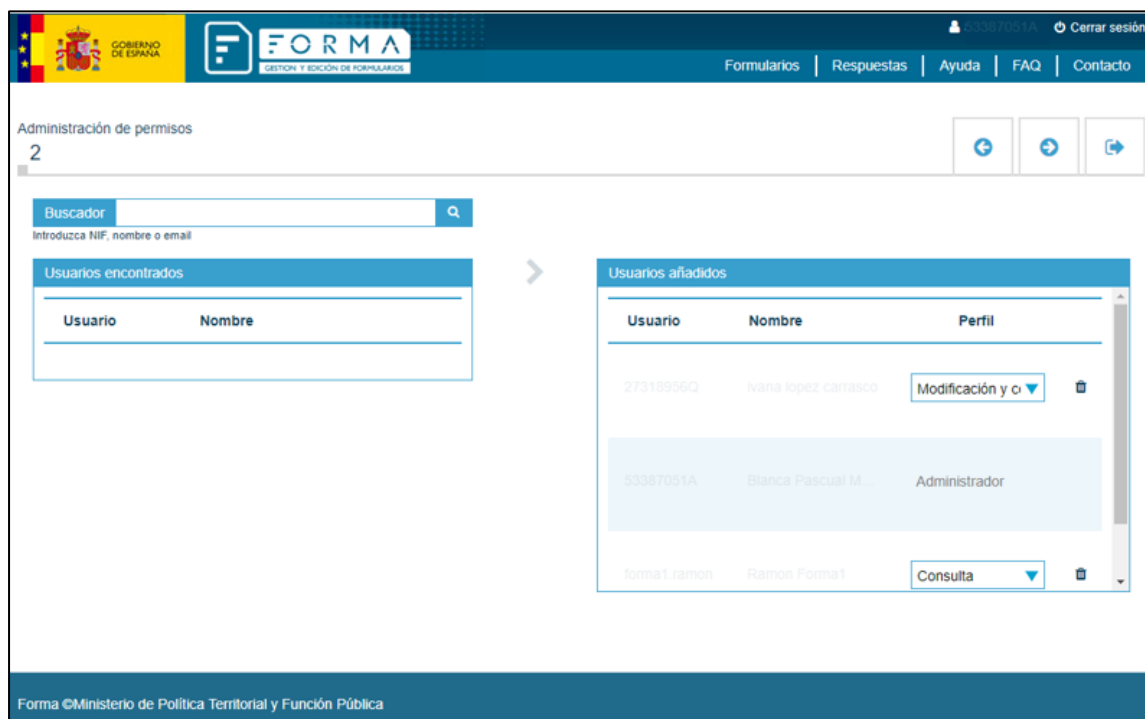 53387051A Cerrar sesión
GOBIERNO
DE ESPAÑA
FORMA
GESTION Y EDICIÓN DE FORMULARIOS
Formularios | Respuestas | Ayuda | FAQ | Contacto
Administración de permisos
2
Buscador
Introduzca NIF, nombre o email
Usuarios encontrados
Usuario Nombre
Usuarios añadidos
Usuario Nombre Perfil
27318956Q ivana lopez carrasco Modificación y c
53387051A Blanca Pascual M... Administrador
forma1.ramon Ramon Forma1 Consulta
Forma ©Ministerio de Política Territorial y Función Pública